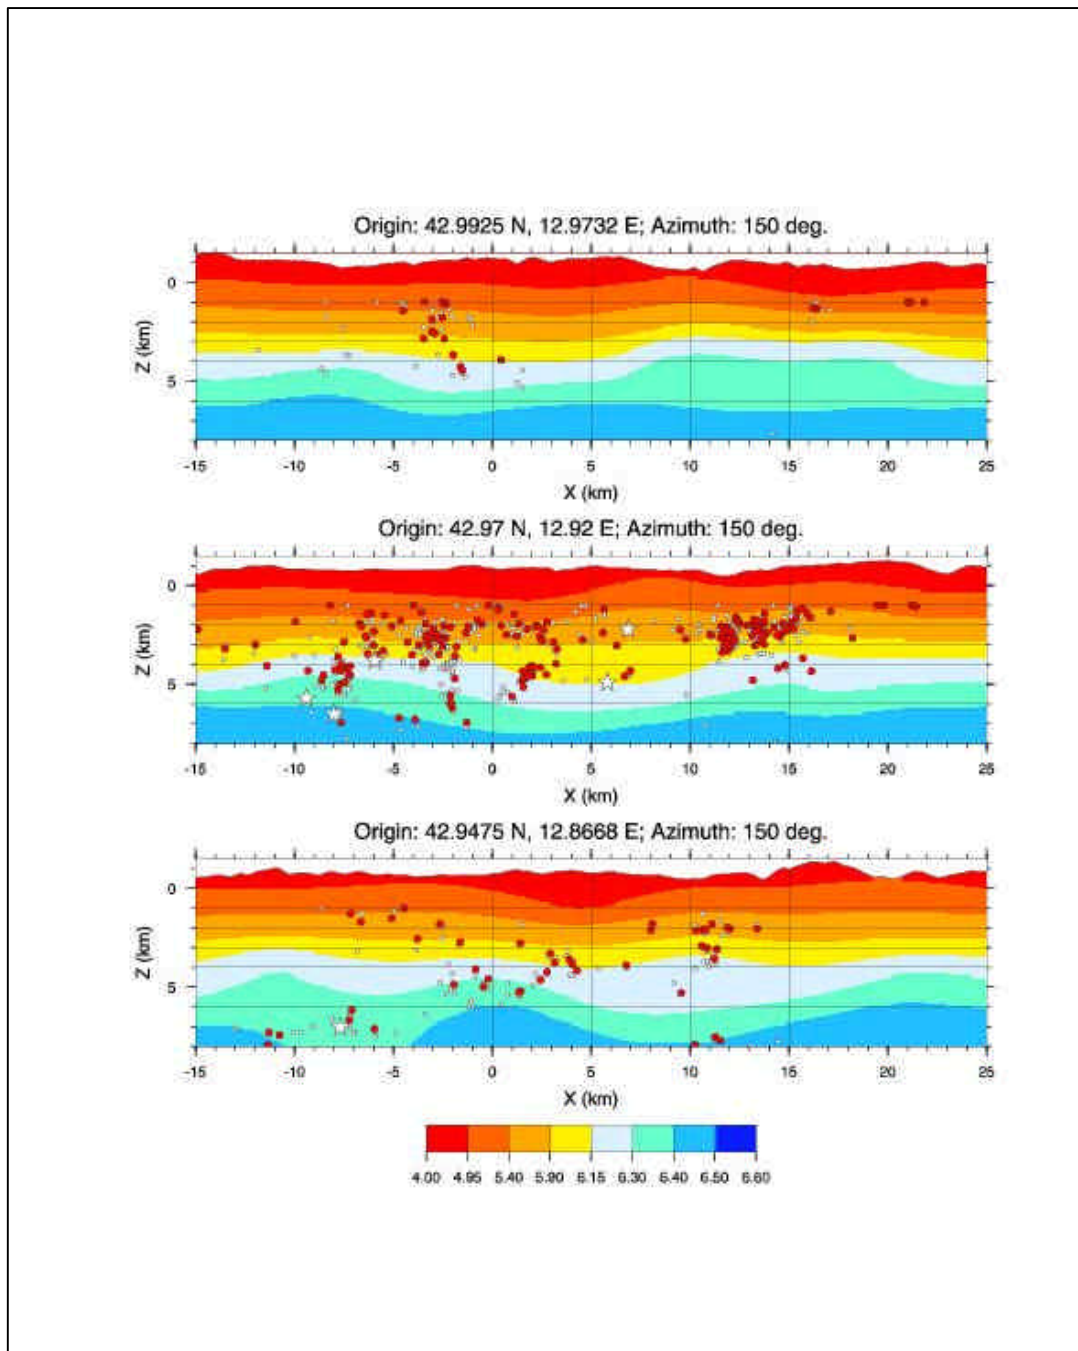 Origin: 42.9925 N, 12.9732 E; Azimuth: 150 deg.
Z (km)
0
5
-15 -10 -5 0 5 10 15 20 25
X (km)
Origin: 42.97 N, 12.92 E; Azimuth: 150 deg.
Z (km)
0
5
-15 -10 -5 0 5 10 15 20 25
X (km)
Origin: 42.9475 N, 12.8668 E; Azimuth: 150 deg.
Z (km)
0
5
-15 -10 -5 0 5 10 15 20 25
X (km)
4.00 4.95 5.40 5.90 6.15 6.30 6.40 6.50 6.60